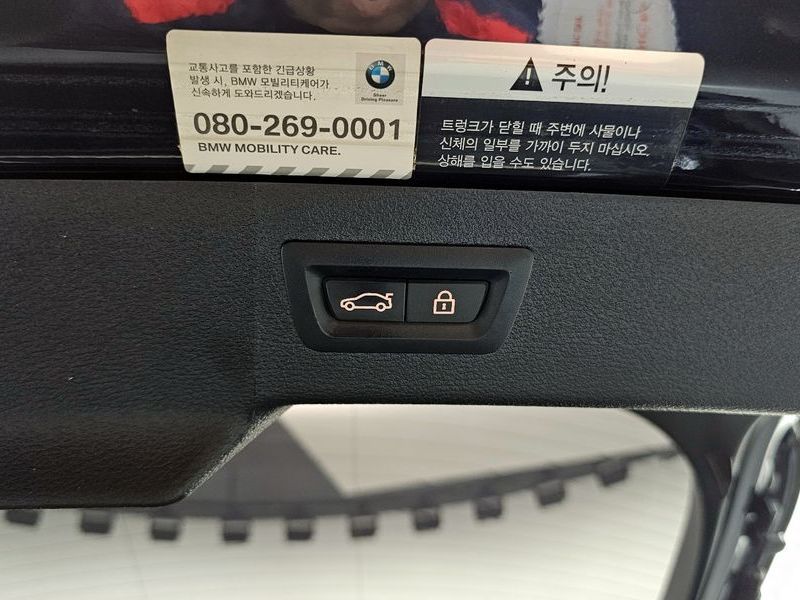 교통사고를 포함한 긴급상황
발생 시, BMW 모빌리티케어가
신속하게 도와드리겠습니다.
BMW
Sheer
Driving Pleasure
080-269-0001
BMW MOBILITY CARE.
주의!
트렁크가 닫힐 때 주변에 사물이나
신체의 일부를 가까이 두지 마십시오.
상해를 입을 수도 있습니다.